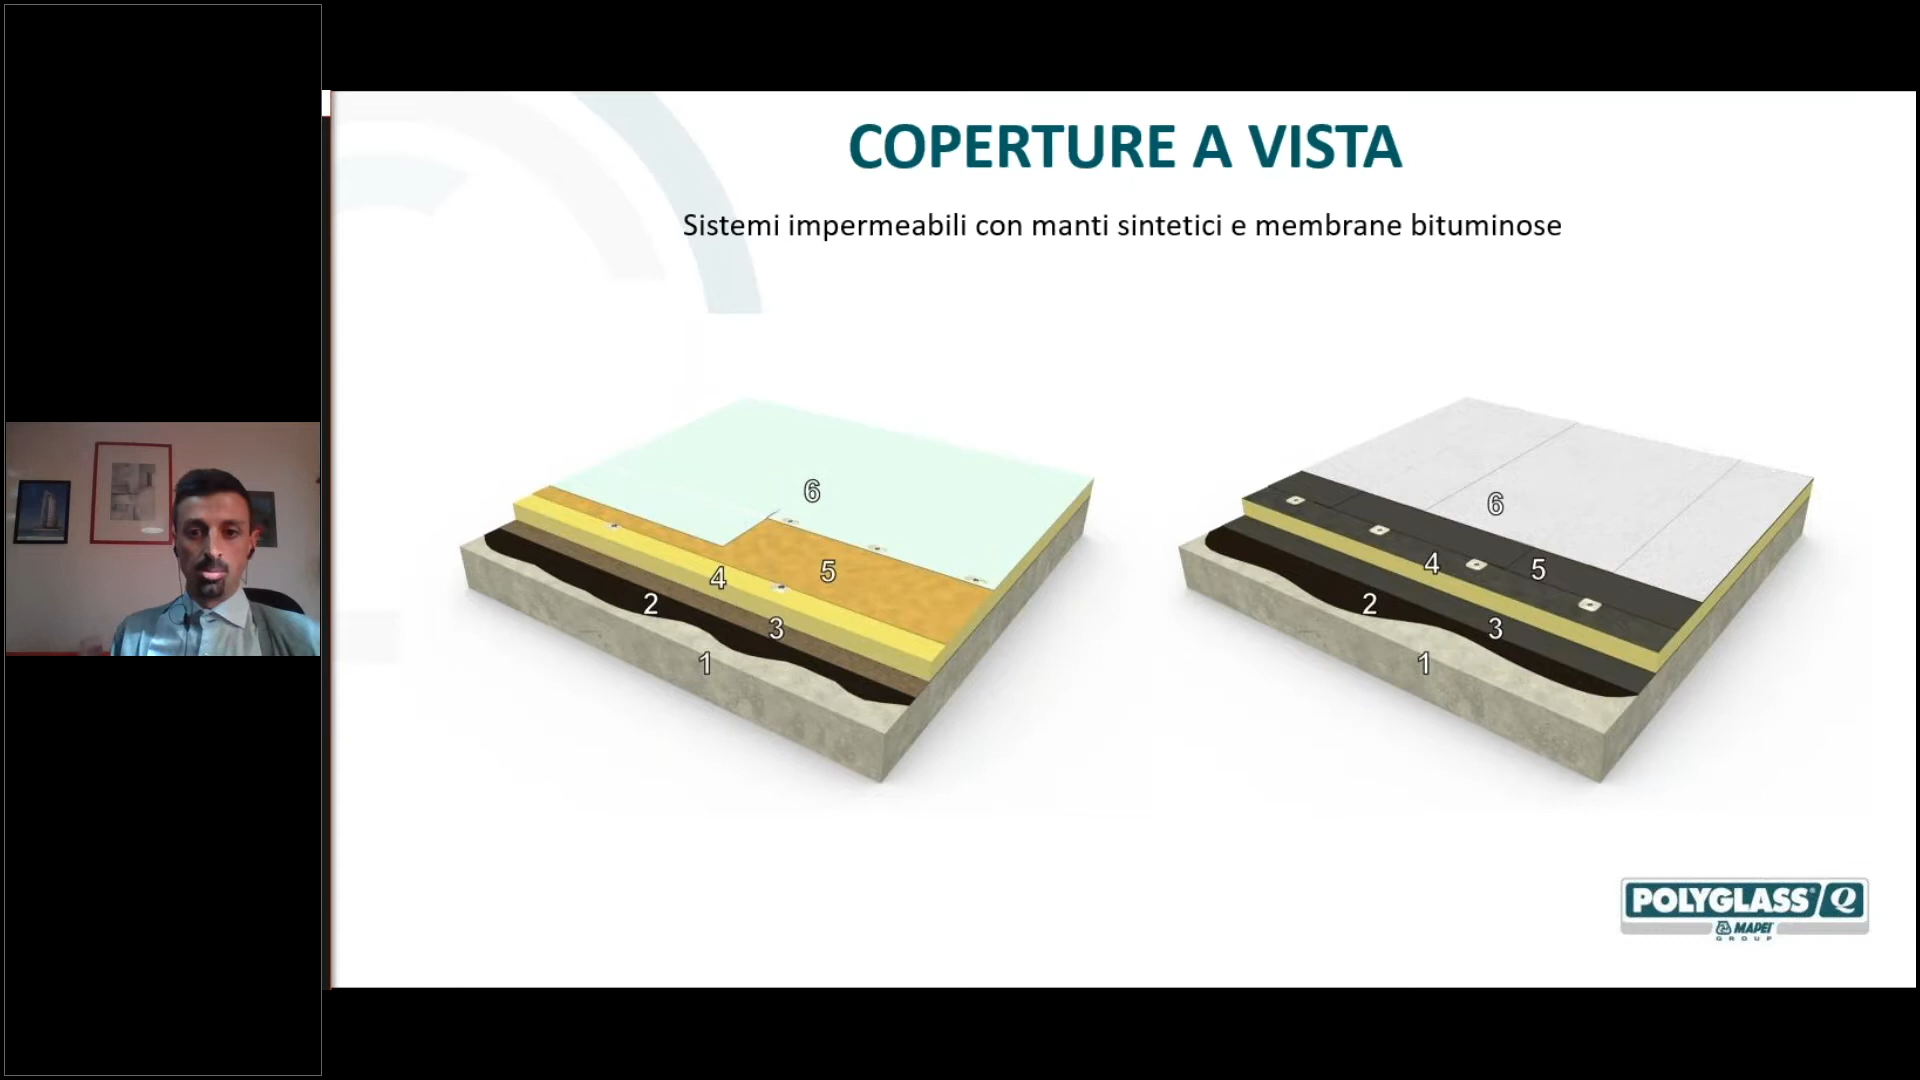 COPERTURE A VISTA
Sistemi impermeabili con manti sintetici e membrane bituminose
6
5
4
2
3
1
6
5
4
2
3
1
POLYGLASS® Q
MAPEI
GROUP